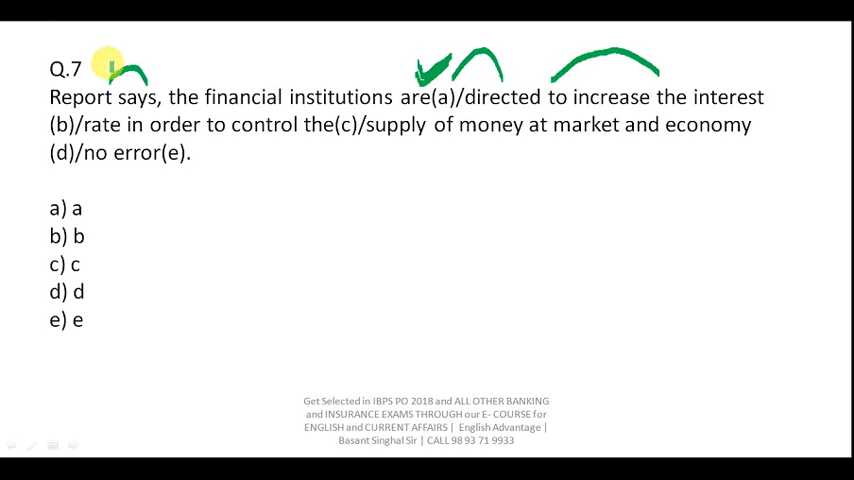 Q.7
Report says, the financial institutions are(a)/directed to increase the interest
(b)/rate in order to control the(c)/supply of money at market and economy
(d)/no error(e).
a) a
b) b
c) c
d) d
e) e
Get Selected in IBPS PO 2018 and ALL OTHER BANKING
and INSURANCE EXAMS THROUGH our E- COURSE for
ENGLISH and CURRENT AFFAIRS | English Advantage |
Basant Singhal Sir | CALL 98 93 71 9933